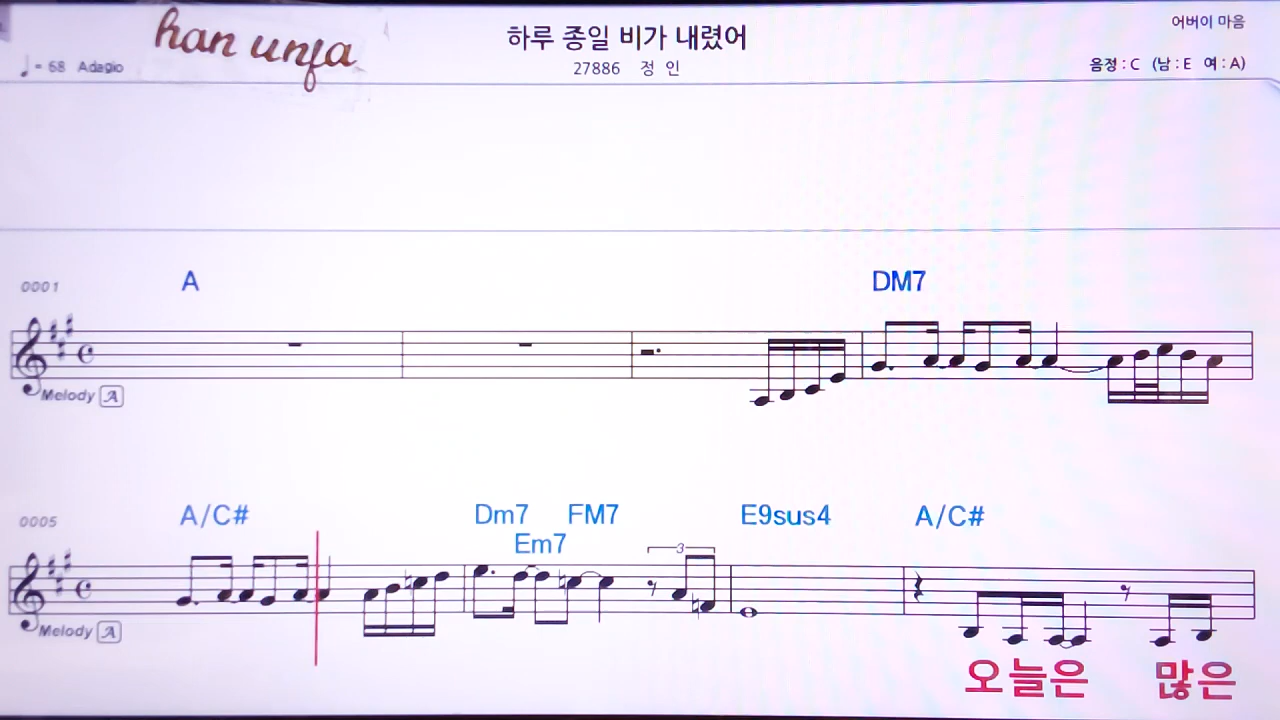 han unfa
하루 종일 비가 내렸어
어버이 마음
♩= 68 Adagio
27886 정 인
음정 : C (남 : E 여 : A)
0001
A
DM7
Melody A
0005
A/C#
Dm7
FM7
E9sus4
A/C#
Em7
3
Melody A
오늘은 많은